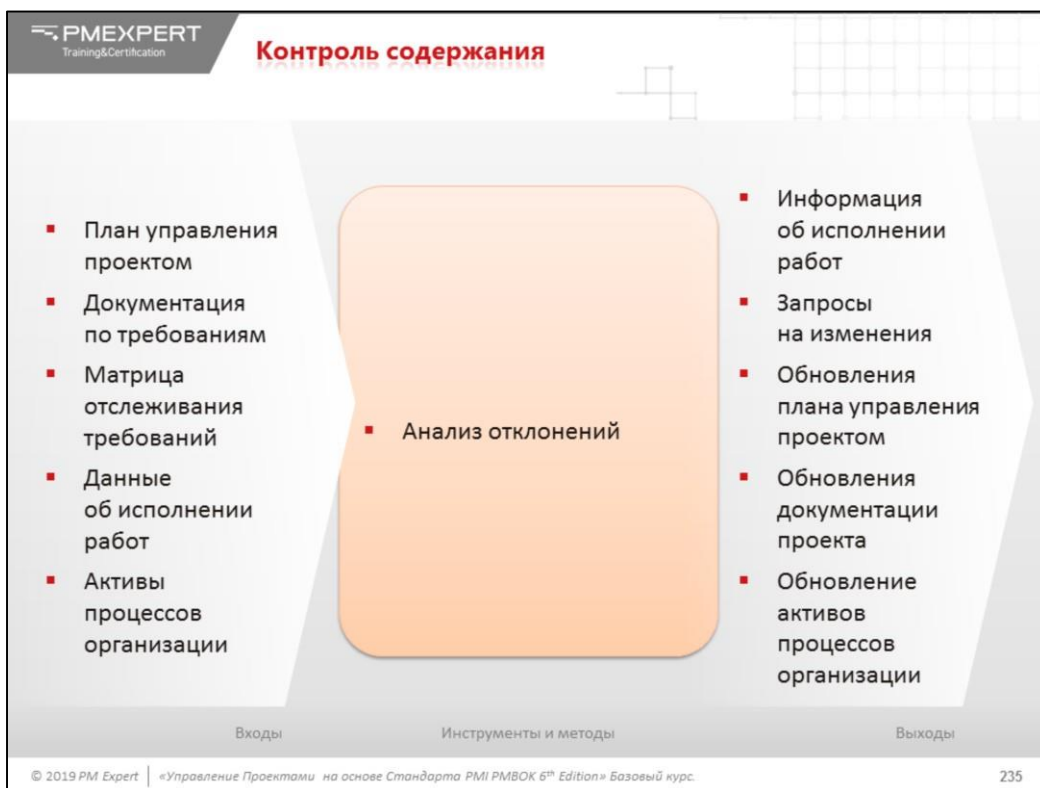 PMEXPERT
Training&Certification
Контроль содержания
План управления
проектом
Документация
по требованиям
Матрица
отслеживания
требований
Данные
об исполнении
работ
Активы
процессов
организации
Анализ отклонений
Информация
об исполнении
работ
Запросы
на изменения
Обновления
плана управления
проектом
Обновления
документации
проекта
Обновление
активов
процессов
организации
Входы
Инструменты и методы
Выходы
© 2019 PM Expert | «Управление Проектами на основе Стандарта PMI PMBOK 6th Edition» Базовый курс.
235